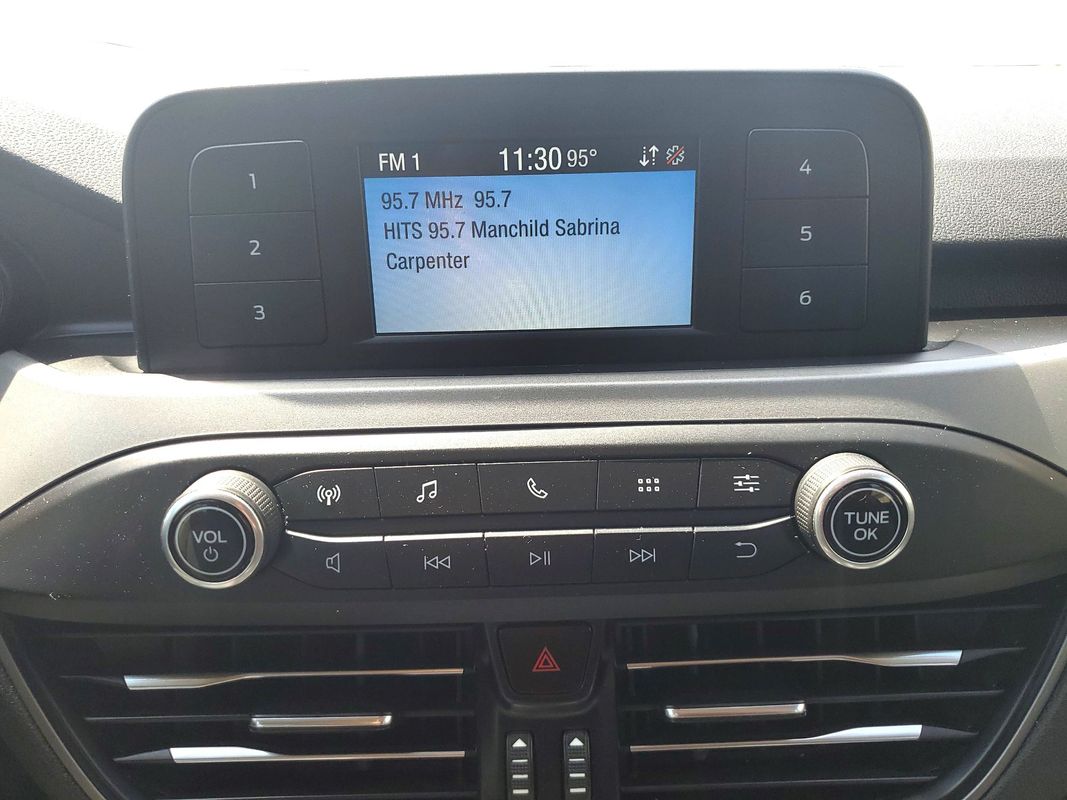 FM 1 11:30 95°
95.7 MHz 95.7
HITS 95.7 Manchild Sabrina
Carpenter
1
2
3
4
5
6
VOL
TUNE
OK